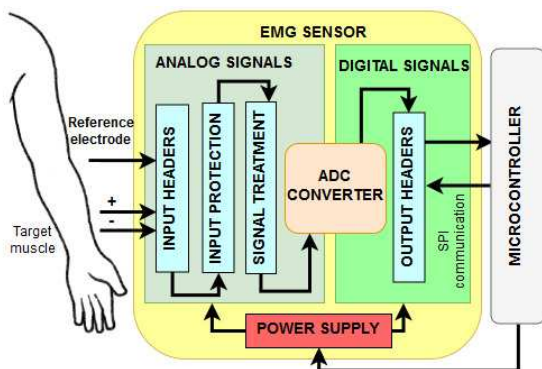 EMG SENSOR
ANALOG SIGNALS
DIGITAL SIGNALS
Reference
electrode
+
-
Target
muscle
INPUT HEADERS
INPUT PROTECTION
SIGNAL TREATMENT
ADC
CONVERTER
OUTPUT HEADERS
SPI
communication
MICROCONTROLLER
POWER SUPPLY